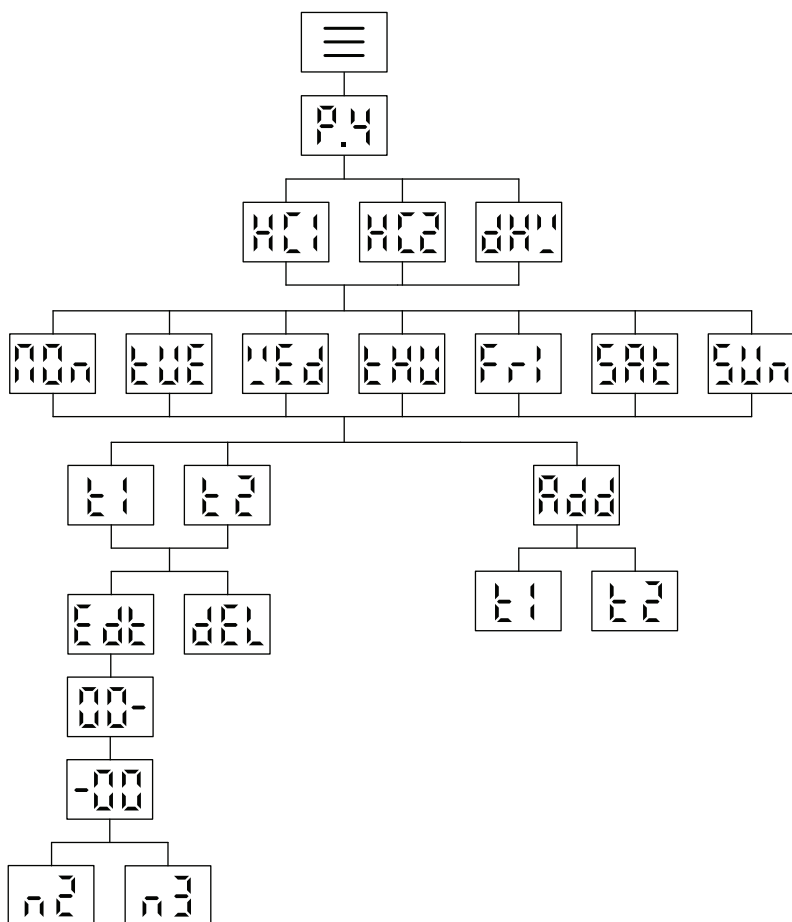 P.4
HC1 HC2 dHW
MOn tUE WEd tHU FrI SAt SUn
t1 t2 Add
Edt dEL t1 t2
00-
-00
n2 n3